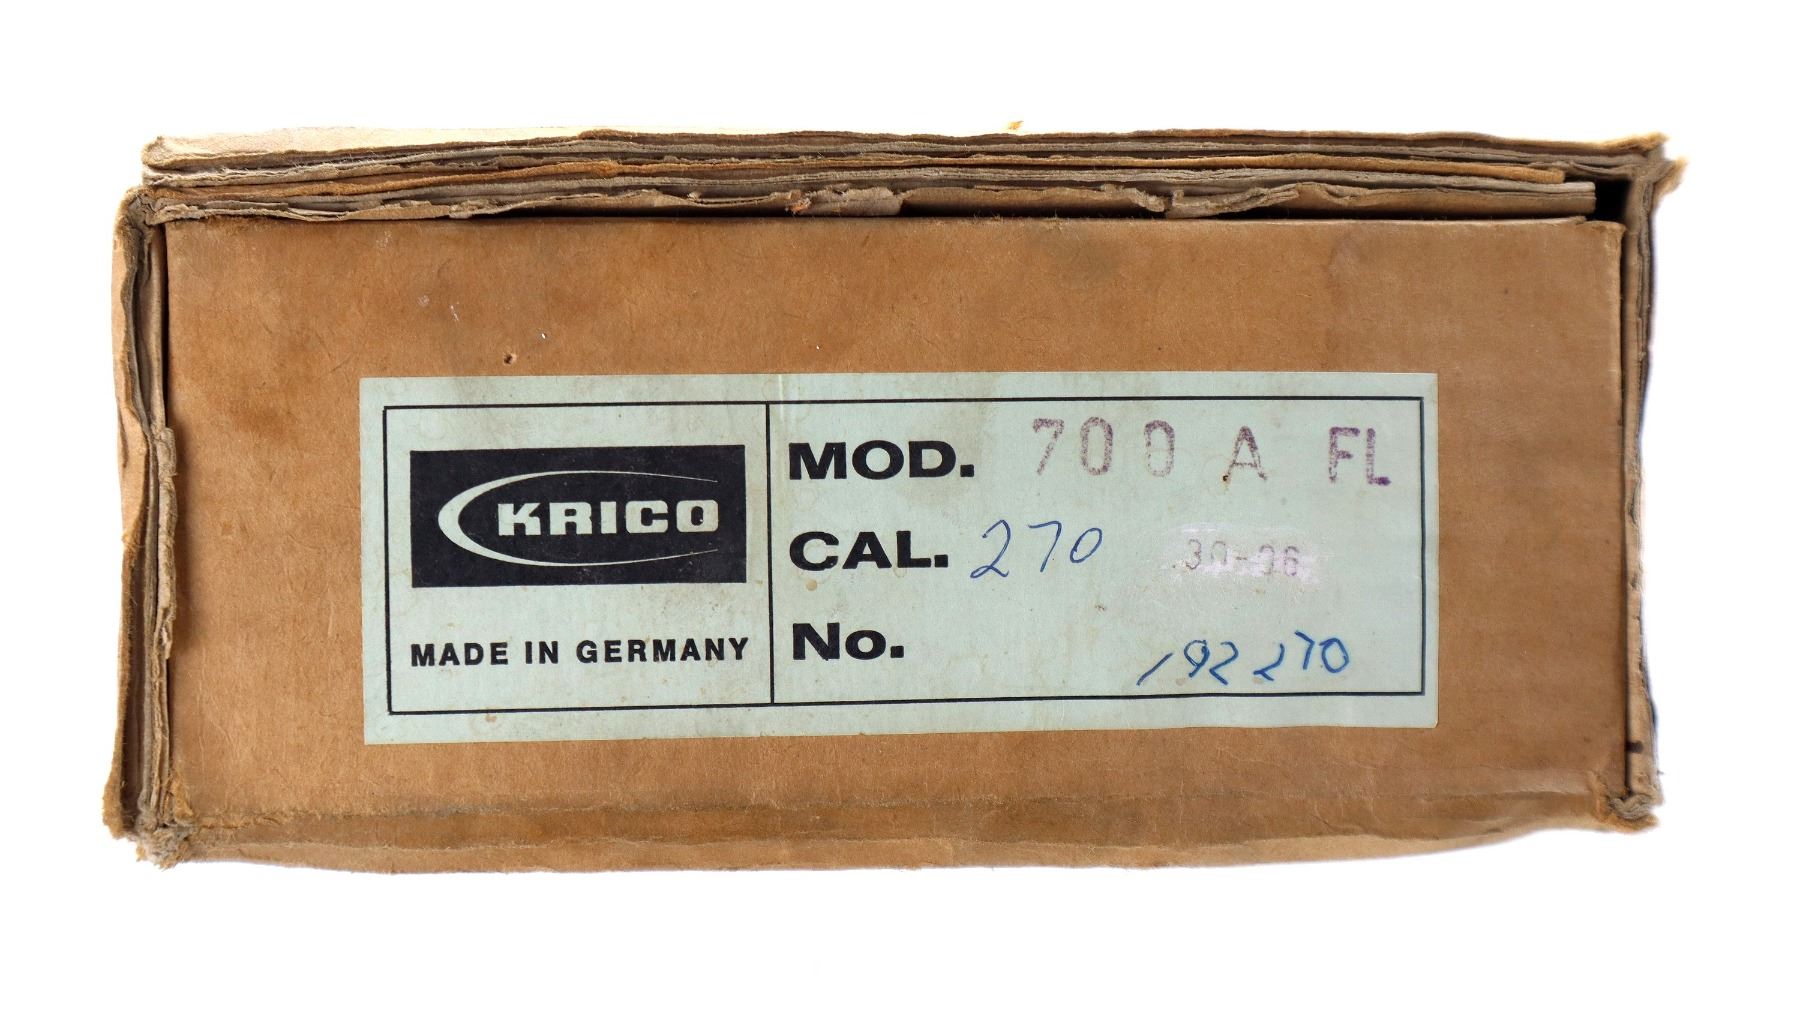 KRICO
MADE IN GERMANY
MOD. 700 A FL
CAL. 270 .30-06
No. 192270